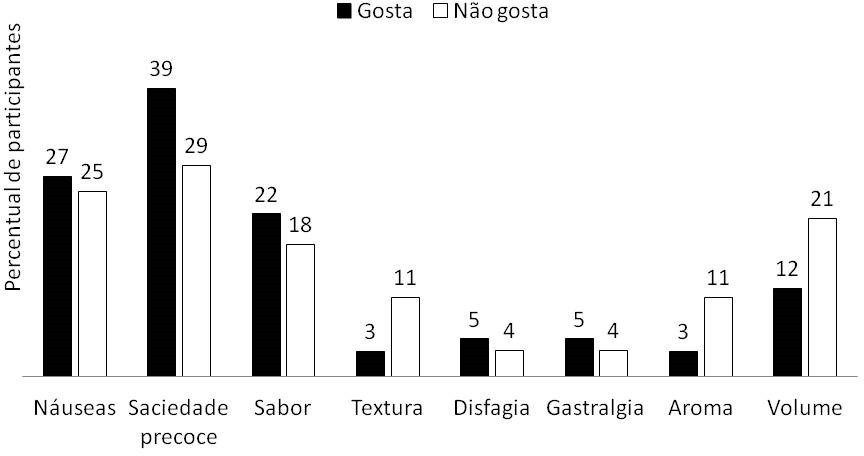 Gosta Não gosta
Percentual de participantes
27 25 39 29 22 18 3 11 5 4 5 4 3 11 12 21
Náuseas Saciedade precoce Sabor Textura Disfagia Gastralgia Aroma Volume